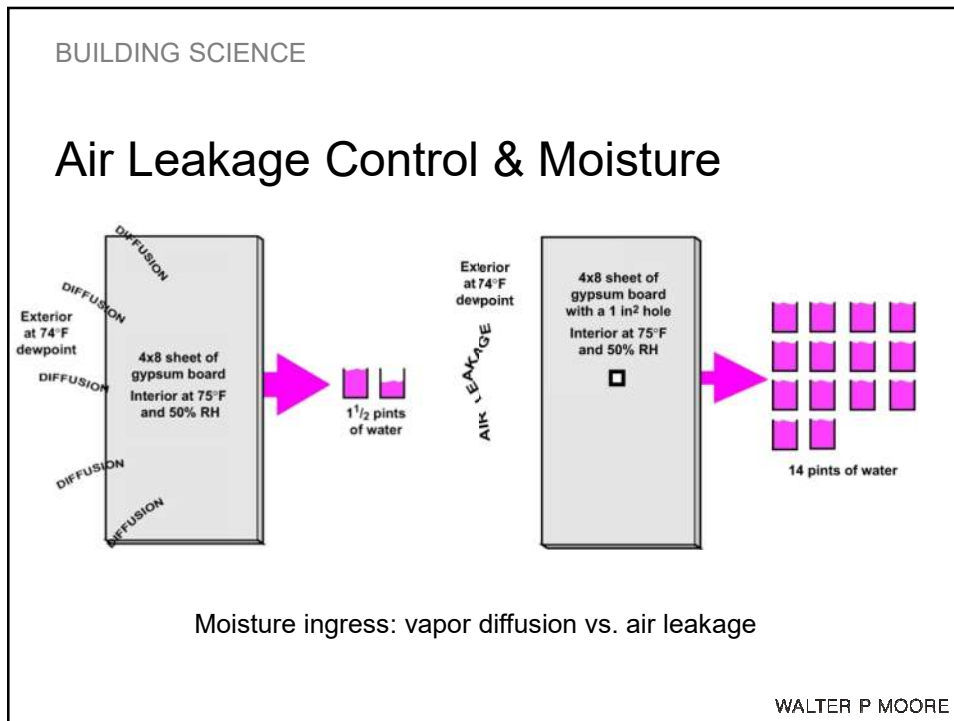 BUILDING SCIENCE
Air Leakage Control & Moisture
DIFFUSION
DIFFUSION
Exterior
at 74°F
dewpoint
DIFFUSION
DIFFUSION
DIFFUSION
4x8 sheet of
gypsum board
Interior at 75°F
and 50% RH
1 1/2 pints
of water
Exterior
at 74°F
dewpoint
AIR LEAKAGE
4x8 sheet of
gypsum board
with a 1 in2 hole
Interior at 75°F
and 50% RH
14 pints of water
Moisture ingress: vapor diffusion vs. air leakage
WALTER P MOORE